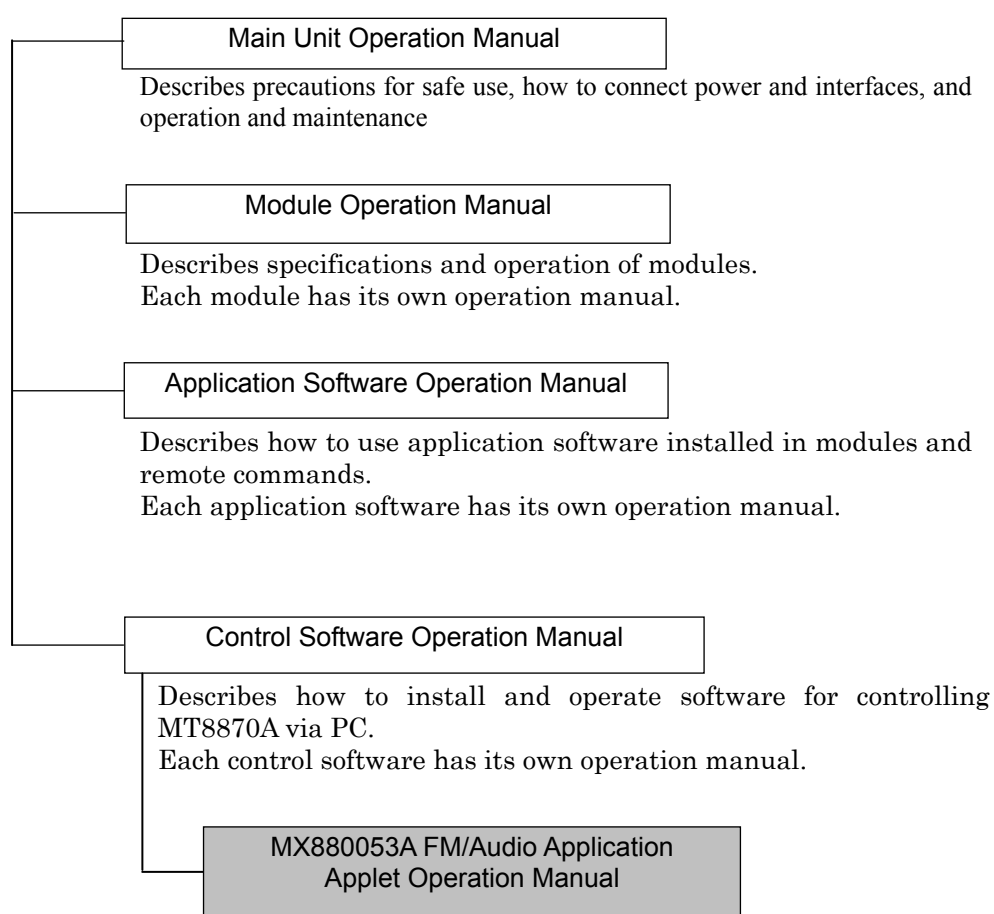 Main Unit Operation Manual
Describes precautions for safe use, how to connect power and interfaces, and
operation and maintenance
Module Operation Manual
Describes specifications and operation of modules.
Each module has its own operation manual.
Application Software Operation Manual
Describes how to use application software installed in modules and
remote commands.
Each application software has its own operation manual.
Control Software Operation Manual
Describes how to install and operate software for controlling
MT8870A via PC.
Each control software has its own operation manual.
MX880053A FM/Audio Application
Applet Operation Manual